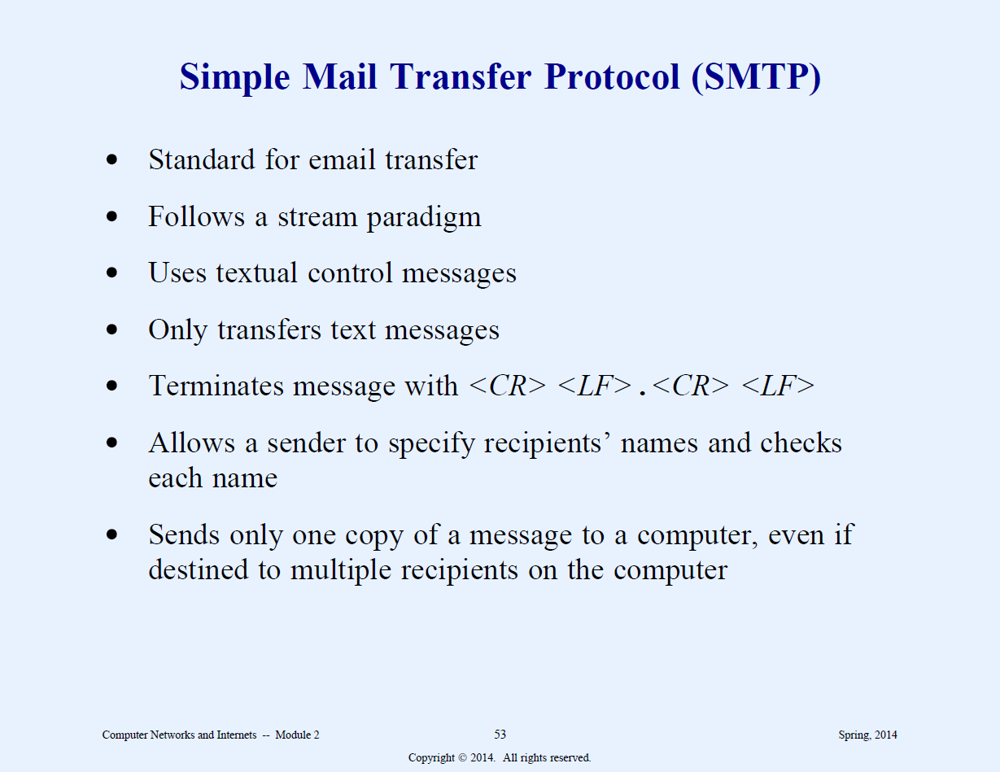 Simple Mail Transfer Protocol (SMTP)
• Standard for email transfer
• Follows a stream paradigm
• Uses textual control messages
• Only transfers text messages
• Terminates message with <CR> <LF> . <CR> <LF>
• Allows a sender to specify recipients’ names and checks
each name
• Sends only one copy of a message to a computer, even if
destined to multiple recipients on the computer
Computer Networks and Internets -- Module 2 53 Spring, 2014
Copyright © 2014. All rights reserved.